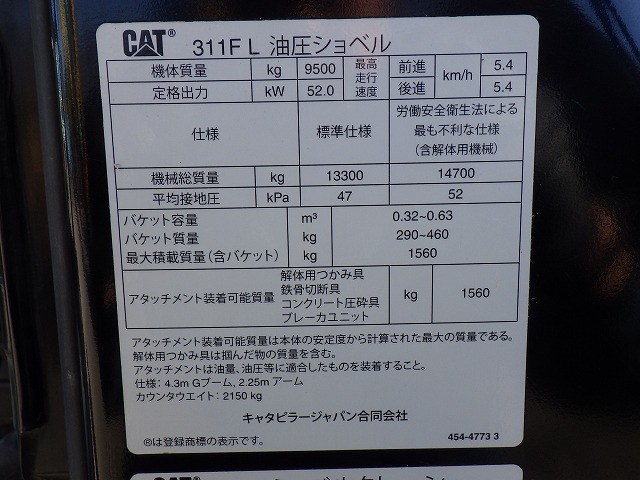 CAT® 311F L 油圧ショベル
機体質量 kg 9500 最高走行速度 前進 km/h 5.4
定格出力 kW 52.0 後進 5.4
仕様 標準仕様 労働安全衛生法による
最も不利な仕様
(含解体用機械)
機械総質量 kg 13300 14700
平均接地圧 kPa 47 52
バケット容量 m³ 0.32~0.63
バケット質量 kg 290~460
最大積載質量(含バケット) kg 1560
アタッチメント装着可能質量 解体用つかみ具 kg 1560
鉄骨切断具
コンクリート圧砕具
ブレーカユニット
アタッチメント装着可能質量は本体の安定度から計算された最大の質量である。
解体用つかみ具は掴んだ物の質量を含む。
アタッチメントは油量、油圧等に適合したものを装着すること。
仕様: 4.3m Gブーム, 2.25m アーム
カウンタウエイト: 2150 kg
キャタピラージャパン合同会社
®は登録商標の表示です。 454-4773 3
CAT®